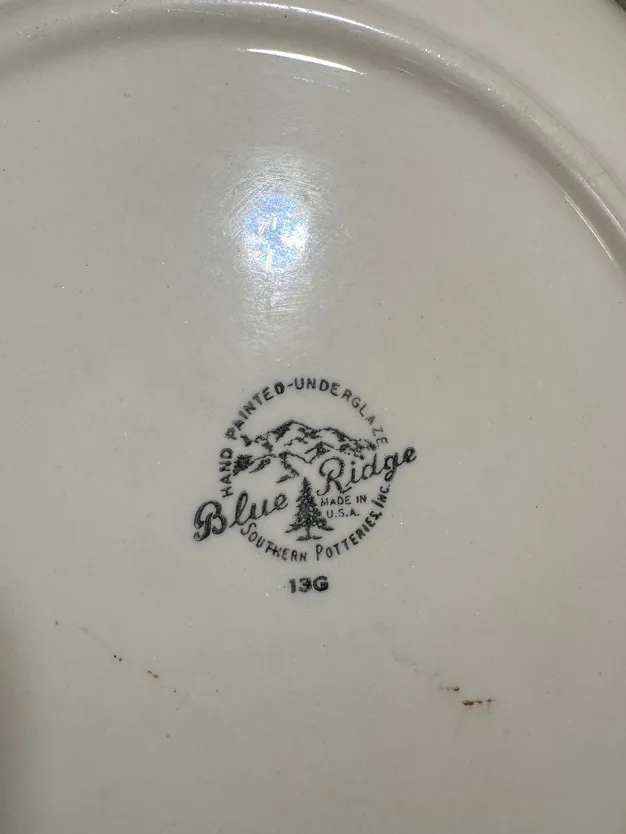 HAND PAINTED-UNDERGLAZE
Blue Ridge
MADE IN
U.S.A.
SOUTHERN POTTERIES, INC.
13G